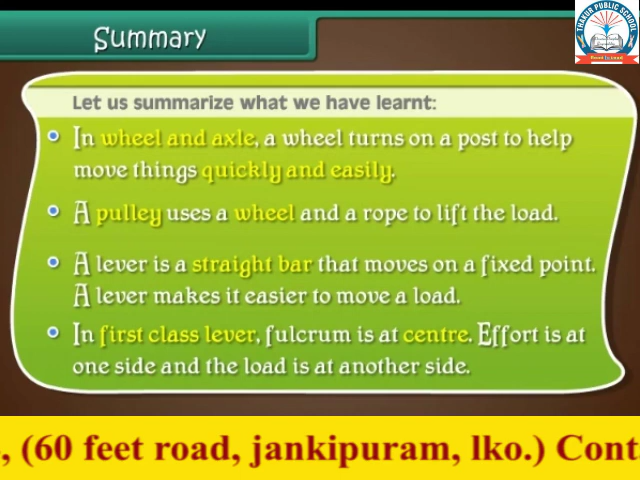 Summary
THAKUR PUBLIC SCHOOL
Let us summarize what we have learnt:
In wheel and axle, a wheel turns on a post to help
move things quickly and easily.
A pulley uses a wheel and a rope to lift the load.
A lever is a straight bar that moves on a fixed point.
A lever makes it easier to move a load.
In first class lever, fulcrum is at centre. Effort is at
one side and the load is at another side.
, (60 feet road, jankipuram, lko.) Cont